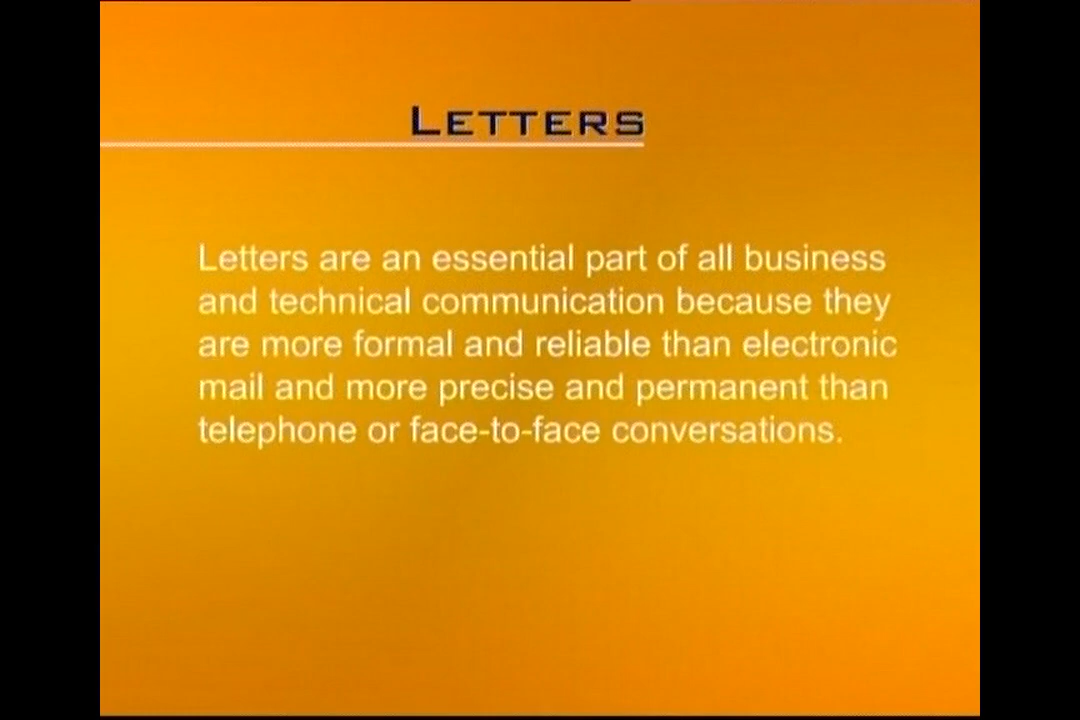 LETTERS
Letters are an essential part of all business
and technical communication because they
are more formal and reliable than electronic
mail and more precise and permanent than
telephone or face-to-face conversations.